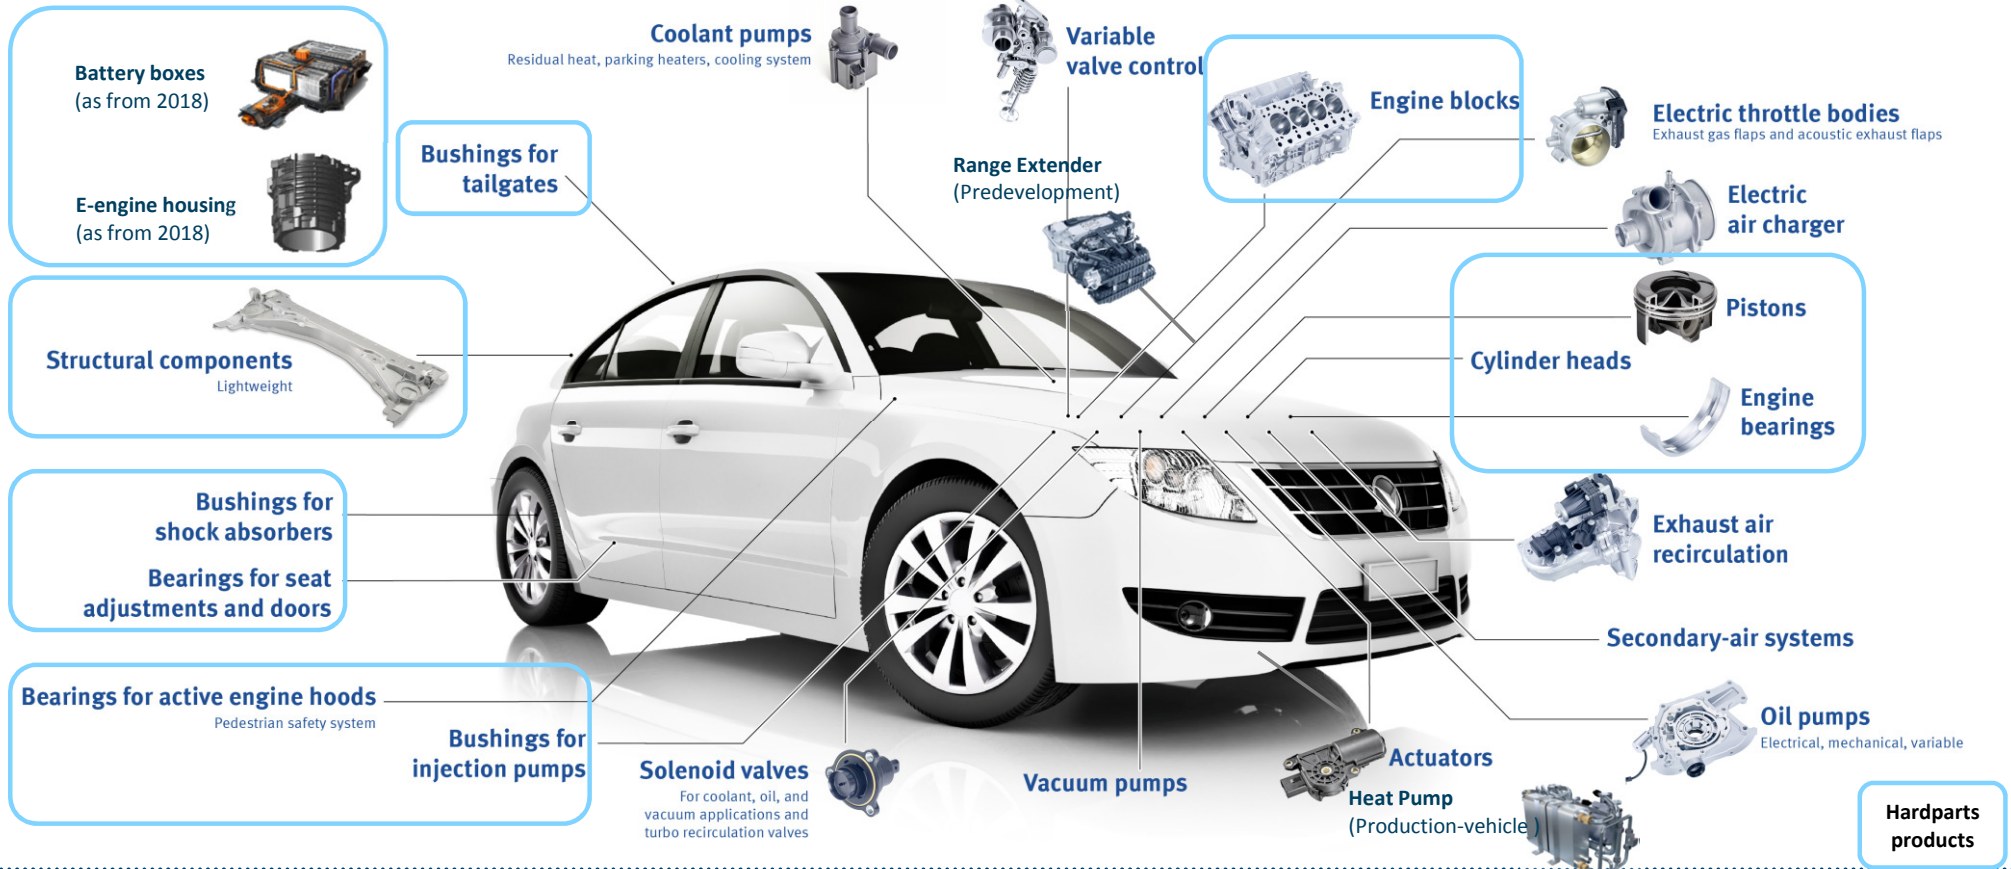 Battery boxes
(as from 2018)
E-engine housing
(as from 2018)
Bushings for
tailgates
Structural components
Lightweight
Bushings for
shock absorbers
Bearings for seat
adjustments and doors
Bearings for active engine hoods
Pedestrian safety system
Bushings for
injection pumps
Coolant pumps
Residual heat, parking heaters, cooling system
Variable
valve control
Range Extender
(Predevelopment)
Engine blocks
Electric throttle bodies
Exhaust gas flaps and acoustic exhaust flaps
Electric
air charger
Pistons
Cylinder heads
Engine
bearings
Exhaust air
recirculation
Secondary-air systems
Oil pumps
Electrical, mechanical, variable
Solenoid valves
For coolant, oil, and
vacuum applications and
turbo recirculation valves
Vacuum pumps
Actuators
Heat Pump
(Production-vehicle )
Hardparts
products